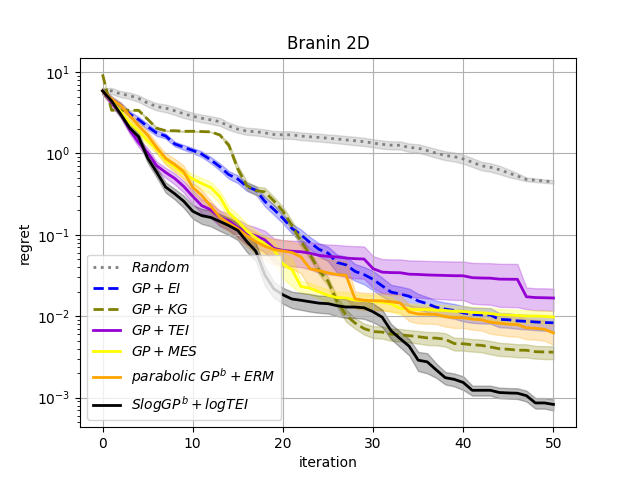 Branin 2D
10¹
10⁰
10⁻¹
10⁻²
10⁻³
regret
Random
GP + EI
GP + KG
GP + TEI
GP + MES
parabolic GPᵇ + ERM
SlogGPᵇ + logTEI
0 10 20 30 40 50
iteration